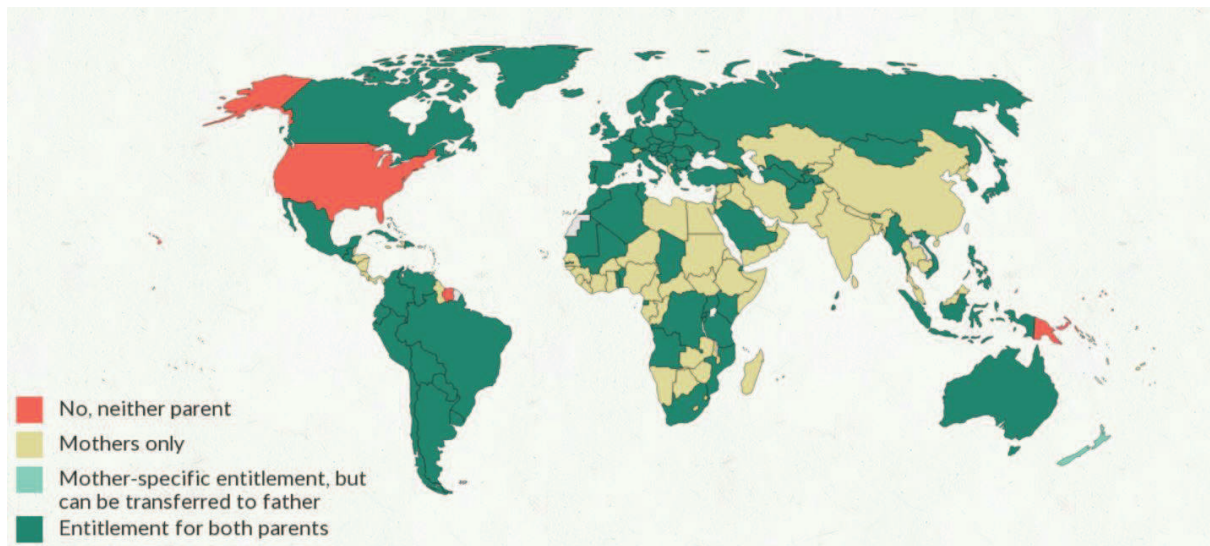 No, neither parent
Mothers only
Mother-specific entitlement, but
can be transferred to father
Entitlement for both parents